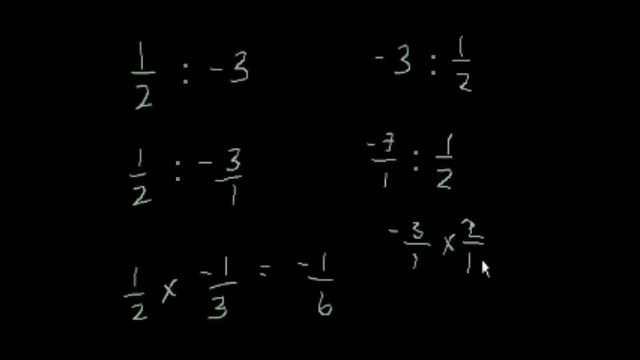 1/2 : -3
1/2 : -3/1
1/2 × -1/3 = -1/6
-3 : 1/2
-3/1 : 1/2
-3/1 × 2/1